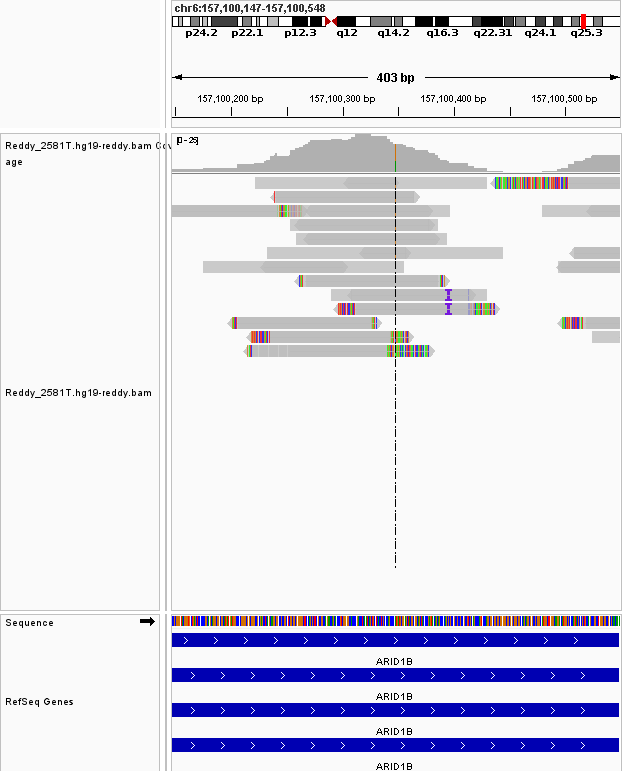 chr6:157,100,147-157,100,548
p24.2 p22.1 p12.3 q12 q14.2 q16.3 q22.31 q24.1 q25.3
403 bp
157,100,200 bp 157,100,300 bp 157,100,400 bp 157,100,500 bp
Reddy_2581T.hg19-reddy.bam Cov
age
[0-26]
Reddy_2581T.hg19-reddy.bam
Sequence
ARID1B
ARID1B
RefSeq Genes
ARID1B
ARID1B